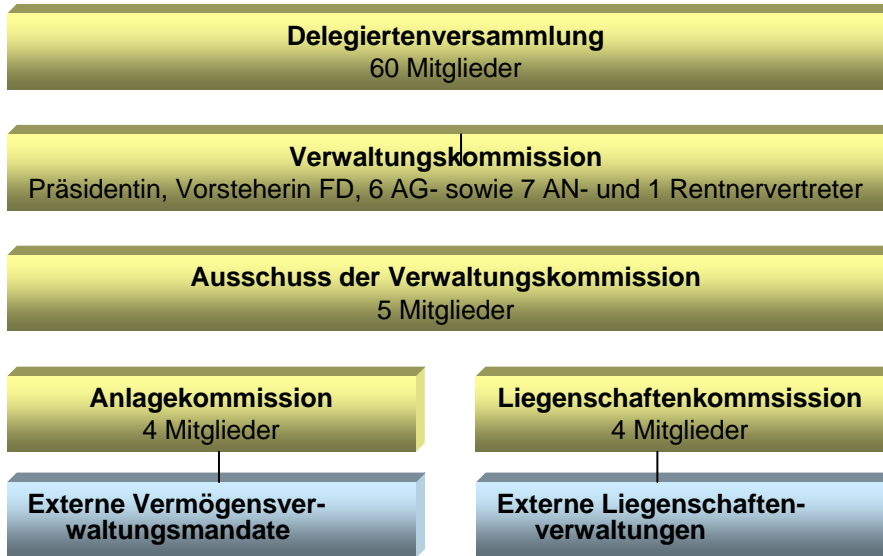 Delegiertenversammlung
60 Mitglieder
Verwaltungskommission
Präsidentin, Vorsteherin FD, 6 AG- sowie 7 AN- und 1 Rentnervertreter
Ausschuss der Verwaltungskommission
5 Mitglieder
Anlagekommission
4 Mitglieder
Liegenschaftenkommsission
4 Mitglieder
Externe Vermögensver-
waltungsmandate
Externe Liegenschaften-
verwaltungen